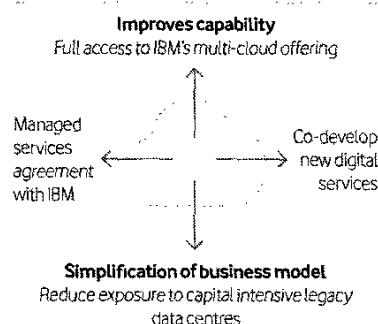 Improves capability
Full access to IBM's multi-cloud offering
Managed
services
agreement
with IBM
Co-develop
new digital
services
Simplification of business model
Reduce exposure to capital intensive legacy
data centres